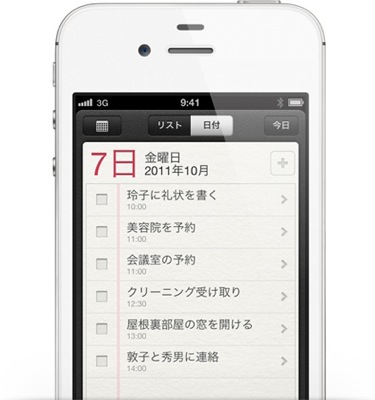 3G 9:41
リスト 日付 今日
7日 金曜日
2011年10月
玲子に礼状を書く
10:00
美容院を予約
11:00
会議室の予約
11:00
クリーニング受け取り
12:30
屋根裏部屋の窓を開ける
13:00
敦子と秀男に連絡
14:00